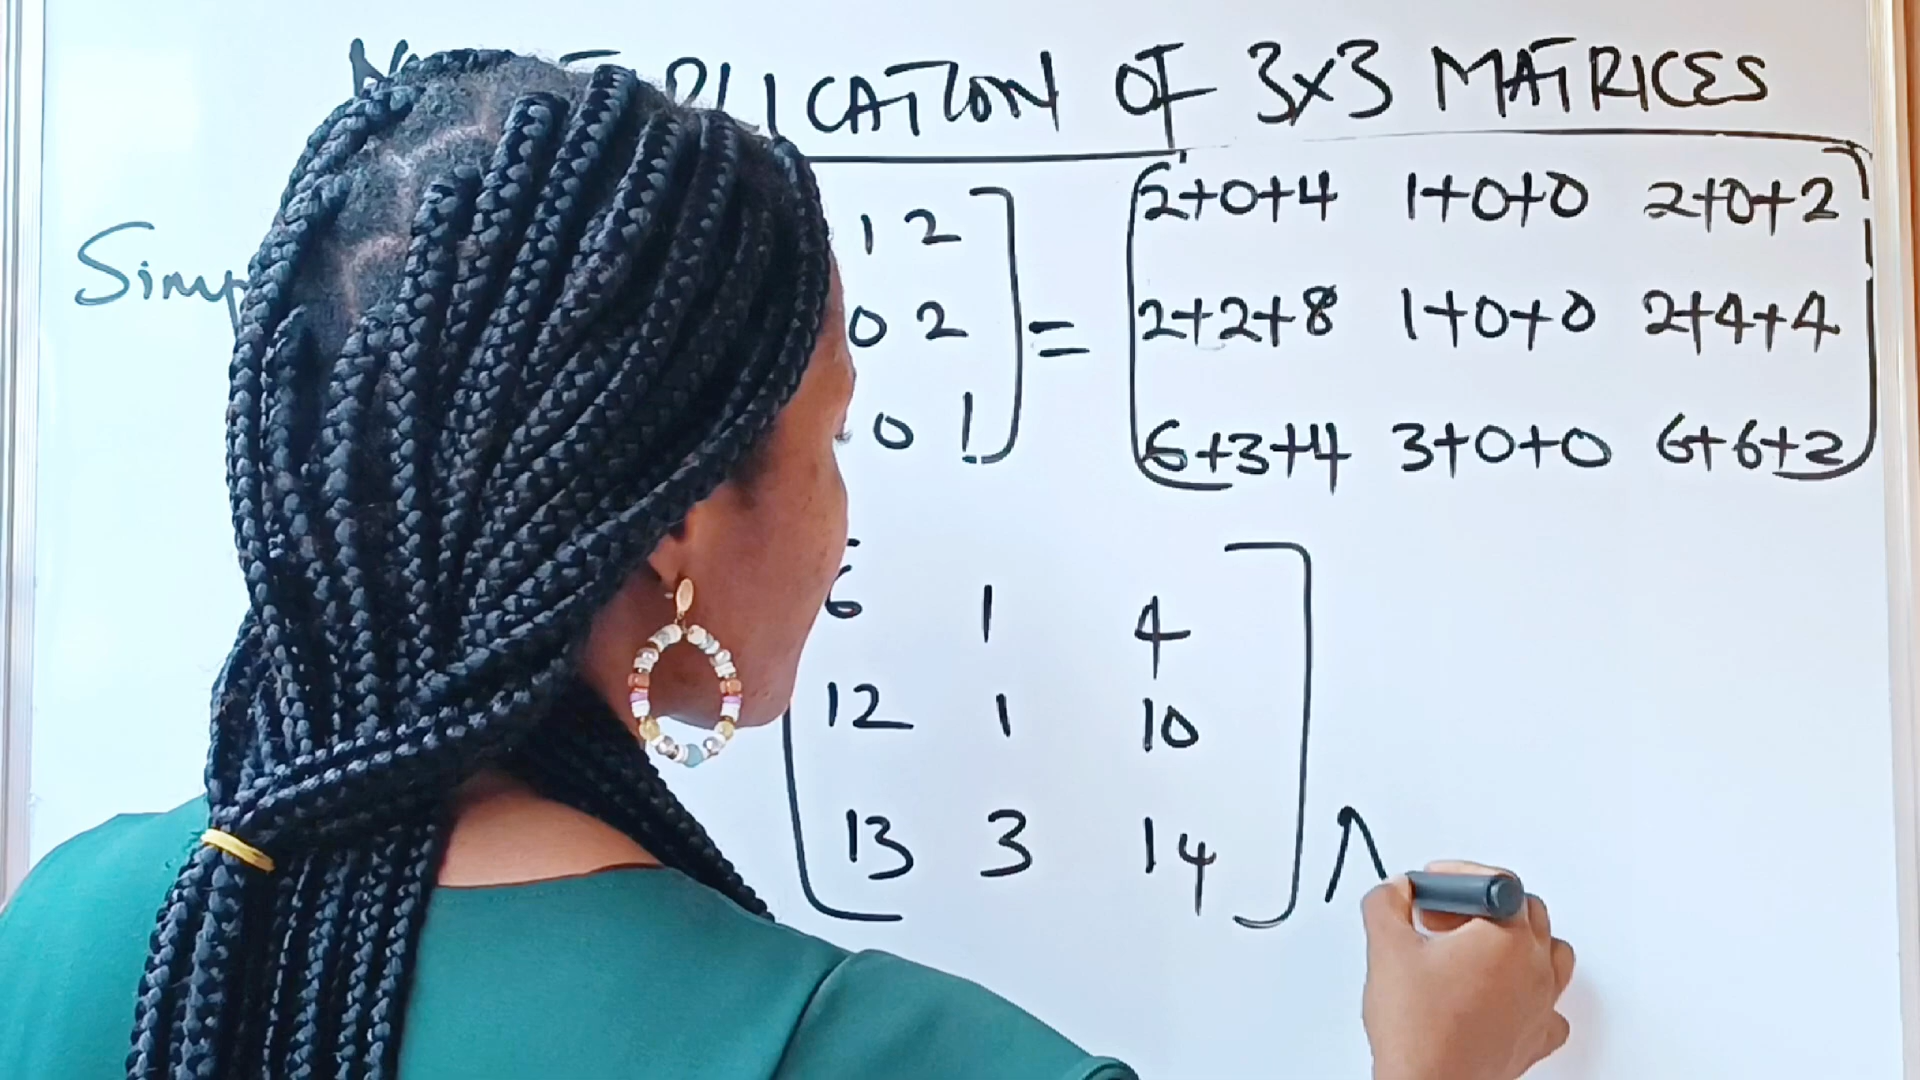 OF 3x3 MATRICES
1 2
0 2 =
0 1
2+0+4 1+0+0 2+0+2
2+2+8 1+0+0 2+4+4
6+3+4 3+0+0 6+6+2
6 1 4
12 1 10
13 3 14